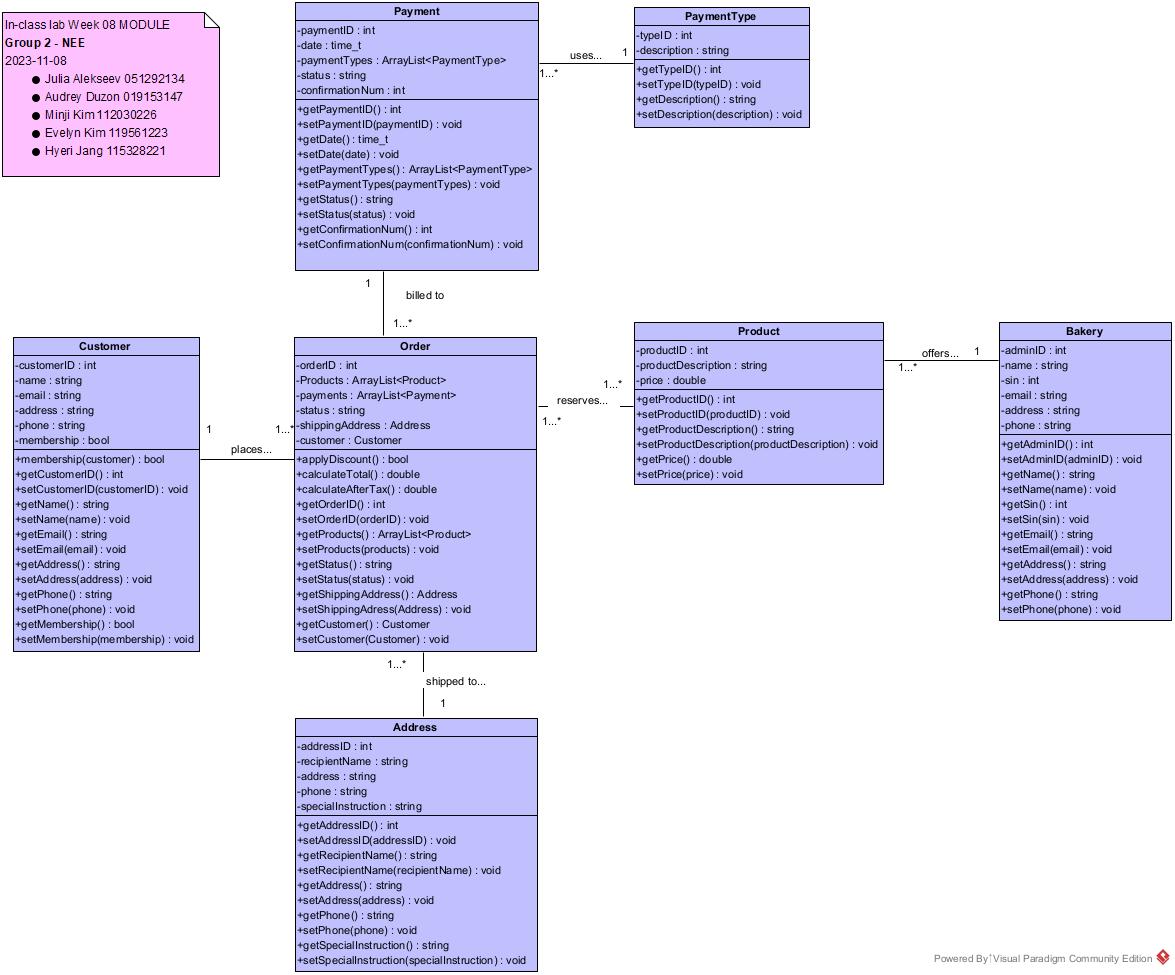 In-class lab Week 08 MODULE
Group 2 - NEE
2023-11-08
Julia Alekseev 051292134
Audrey Duzon 019153147
Minji Kim 112030226
Evelyn Kim 119561223
Hyeri Jang 115328221
Payment
-paymentID : int
-date : time_t
-paymentTypes : ArrayList<PaymentType>
-status : string
-confirmationNum : int
+getPaymentID() : int
+setPaymentID(paymentID) : void
+getDate() : time_t
+setDate(date) : void
+getPaymentTypes() : ArrayList<PaymentType>
+setPaymentTypes(paymentTypes) : void
+getStatus() : string
+setStatus(status) : void
+getConfirmationNum() : int
+setConfirmationNum(confirmationNum) : void
uses...
1
1...*
PaymentType
-typeID : int
-description : string
+getTypeID() : int
+setTypeID(typeID) : void
+getDescription() : string
+setDescription(description) : void
1
billed to
1...*
Customer
-customerID : int
-name : string
-email : string
-address : string
-phone : string
-membership : bool
+membership(customer) : bool
+getCustomerID() : int
+setCustomerID(customerID) : void
+getName() : string
+setName(name) : void
+getEmail() : string
+setEmail(email) : void
+getAddress() : string
+setAddress(address) : void
+getPhone() : string
+setPhone(phone) : void
+getMembership() : bool
+setMembership(membership) : void
1
1...*
places...
Order
-orderID : int
-Products : ArrayList<Product>
-payments : ArrayList<Payment>
-status : string
-shippingAddress : Address
-customer : Customer
+applyDiscount() : bool
+calculateTotal() : double
+calculateAfterTax() : double
+getOrderID() : int
+setOrderID(orderID) : void
+getProducts() : ArrayList<Product>
+setProducts(products) : void
+getStatus() : string
+setStatus(status) : void
+getShippingAddress() : Address
+setShippingAdress(Address) : void
+getCustomer() : Customer
+setCustomer(Customer) : void
1...*
reserves...
1...*
Product
-productID : int
-productDescription : string
-price : double
+getProductID() : int
+setProductID(productID) : void
+getProductDescription() : string
+setProductDescription(productDescription) : void
+getPrice() : double
+setPrice(price) : void
offers...
1
1...*
Bakery
-adminID : int
-name : string
-sin : int
-email : string
-address : string
-phone : string
+getAdminID() : int
+setAdminID(adminID) : void
+getName() : string
+setName(name) : void
+getSin() : int
+setSin(sin) : void
+getEmail() : string
+setEmail(email) : void
+getAddress() : string
+setAddress(address) : void
+getPhone() : string
+setPhone(phone) : void
1...*
shipped to...
1
Address
-addressID : int
-recipientName : string
-address : string
-phone : string
-specialInstruction : string
+getAddressID() : int
+setAddressID(addressID) : void
+getRecipientName() : string
+setRecipientName(recipientName) : void
+getAddress() : string
+setAddress(address) : void
+getPhone() : string
+setPhone(phone) : void
+getSpecialInstruction() : string
+setSpecialInstruction(specialInstruction) : void
Powered By Visual Paradigm Community Edition